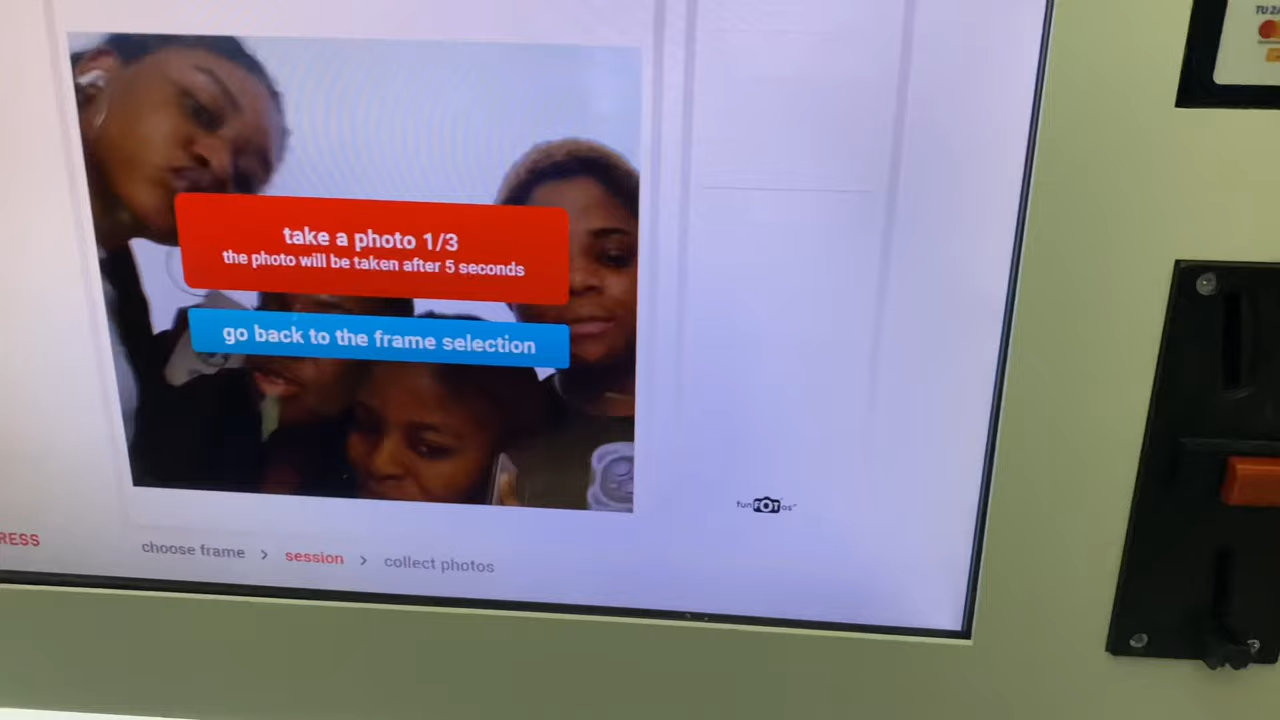 take a photo 1/3
the photo will be taken after 5 seconds
go back to the frame selection
funFOTos
RESS
choose frame > session > collect photos